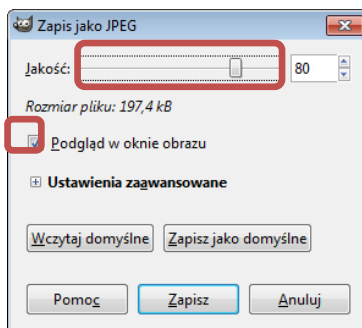 Zapis jako JPEG
Jakość: 80
Rozmiar pliku: 197,4 kB
Podgląd w oknie obrazu
Ustawienia zaawansowane
Wczytaj domyślne Zapisz jako domyślne
Pomoc Zapisz Anuluj